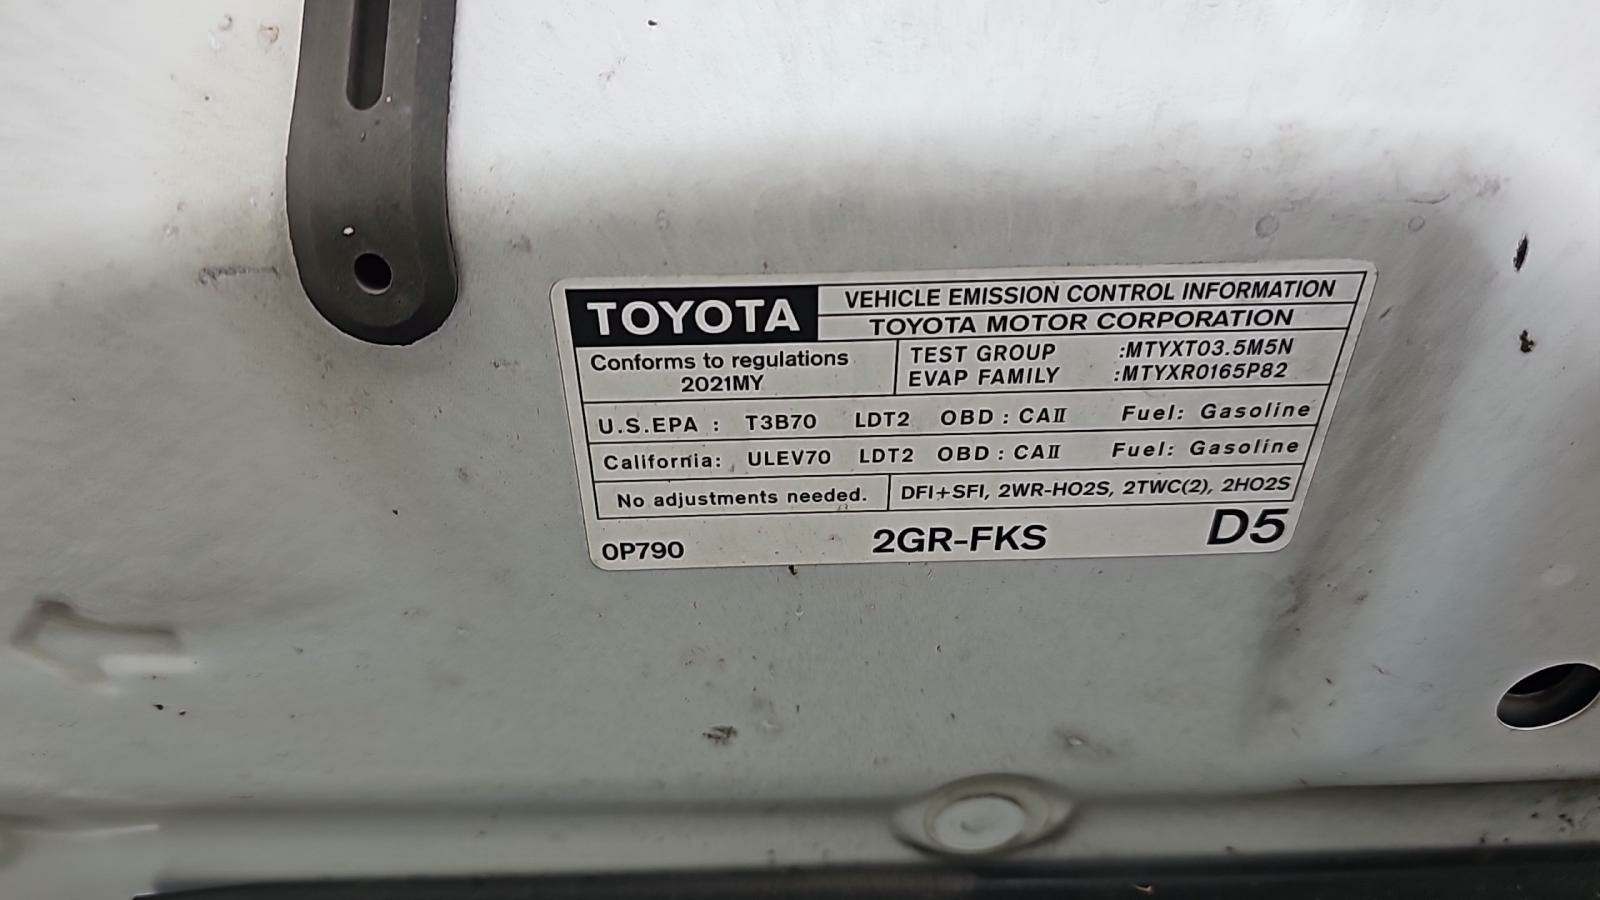 TOYOTA
VEHICLE EMISSION CONTROL INFORMATION
TOYOTA MOTOR CORPORATION
Conforms to regulations
2021MY
TEST GROUP :MTYXT03.5M5N
EVAP FAMILY :MTYXR0165P82
U.S.EPA : T3B70 LDT2 OBD : CAⅡ Fuel: Gasoline
California: ULEV70 LDT2 OBD : CAⅡ Fuel: Gasoline
No adjustments needed.
DFI+SFI, 2WR-HO2S, 2TWC(2), 2HO2S
0P790
2GR-FKS
D5